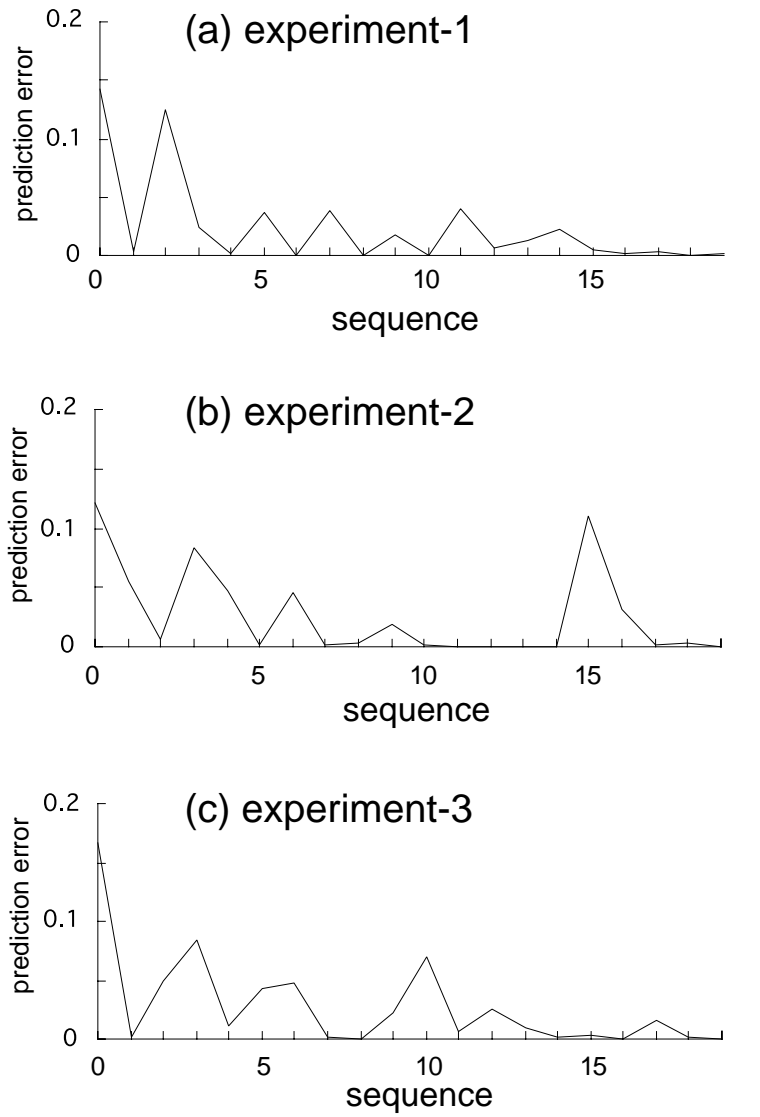 (a) experiment-1
0.2
0.1
0
prediction error
0 5 10 15
sequence
(b) experiment-2
0.2
0.1
0
prediction error
0 5 10 15
sequence
(c) experiment-3
0.2
0.1
0
prediction error
0 5 10 15
sequence